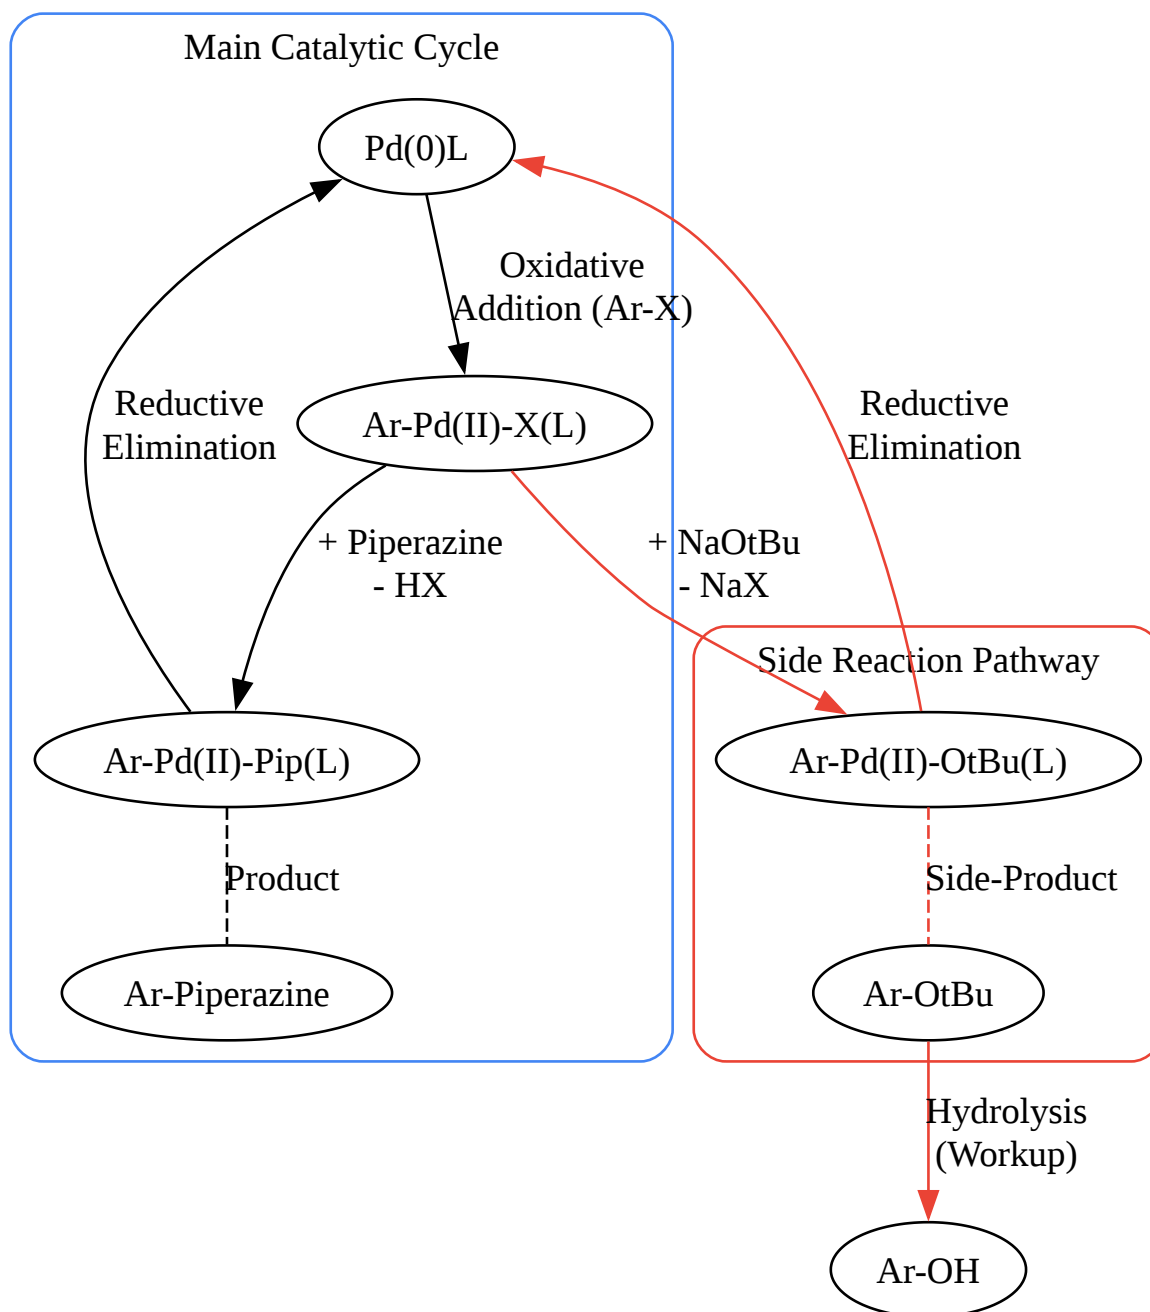 Main Catalytic Cycle
Pd(0)L
Oxidative
Addition (Ar-X)
Reductive
Elimination
Reductive
Elimination
Ar-Pd(II)-X(L)
+ Piperazine
- HX
+ NaOtBu
- NaX
Side Reaction Pathway
Ar-Pd(II)-Pip(L)
Ar-Pd(II)-OtBu(L)
Product
Side-Product
Ar-Piperazine
Ar-OtBu
Hydrolysis
(Workup)
Ar-OH